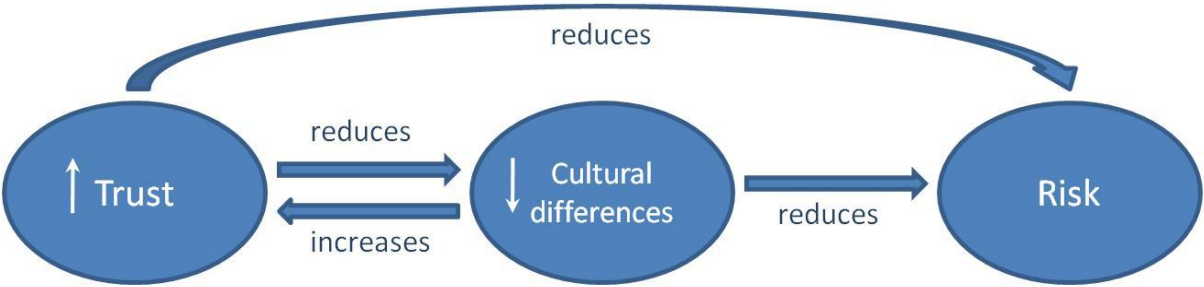 reduces
reduces
Trust
increases
Cultural
differences
reduces
Risk